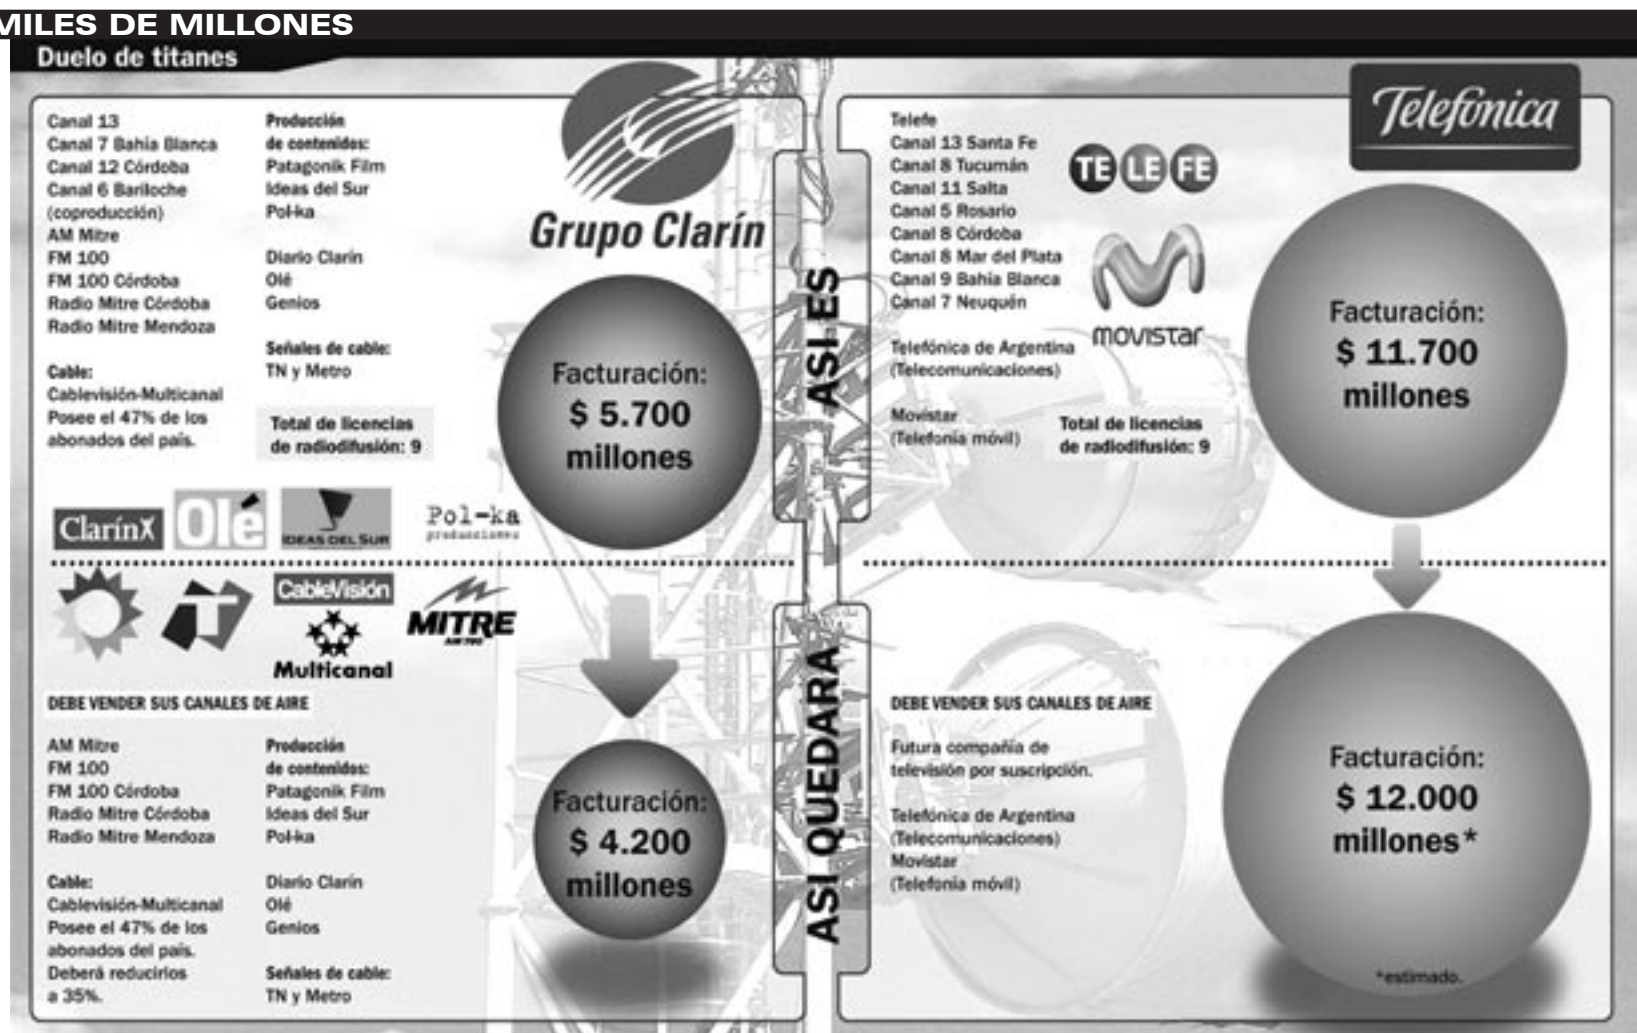 MILES DE MILLONES
Duelo de titanes
Canal 13
Canal 7 Bahía Blanca
Canal 12 Córdoba
Canal 6 Bariloche
(coproducción)
AM Mitre
FM 100
FM 100 Córdoba
Radio Mitre Córdoba
Radio Mitre Mendoza
Cable:
Cablevisión-Multicanal
Posee el 47% de los
abonados del país.
Producción
de contenidos:
Patagonik Film
Ideas del Sur
Pol-ka
Diario Clarín
Olé
Genios
Señales de cable:
TN y Metro
Total de licencias
de radiodifusión: 9
Grupo Clarín
Facturación:
$ 5.700
millones
Clarín
Olé
IDEAS DEL SUR
Pol-ka
producciones
ASI ES
Telefe
Canal 13 Santa Fe
Canal 8 Tucumán
Canal 11 Salta
Canal 5 Rosario
Canal 8 Córdoba
Canal 8 Mar del Plata
Canal 9 Bahía Blanca
Canal 7 Neuquén
Telefónica de Argentina
(Telecomunicaciones)
Movistar
(Telefonía móvil)
TE LE FE
movistar
Total de licencias
de radiodifusión: 9
Telefónica
Facturación:
$ 11.700
millones
CableVisión
Multicanal
MITRE
DEBE VENDER SUS CANALES DE AIRE
AM Mitre
FM 100
FM 100 Córdoba
Radio Mitre Córdoba
Radio Mitre Mendoza
Cable:
Cablevisión-Multicanal
Posee el 47% de los
abonados del país.
Deberá reducirlos
a 35%.
Producción
de contenidos:
Patagonik Film
Ideas del Sur
Pol-ka
Diario Clarín
Olé
Genios
Señales de cable:
TN y Metro
Facturación:
$ 4.200
millones
ASI QUEDARA
DEBE VENDER SUS CANALES DE AIRE
Futura compañía de
televisión por suscripción.
Telefónica de Argentina
(Telecomunicaciones)
Movistar
(Telefonía móvil)
Facturación:
$ 12.000
millones*
*estimado.